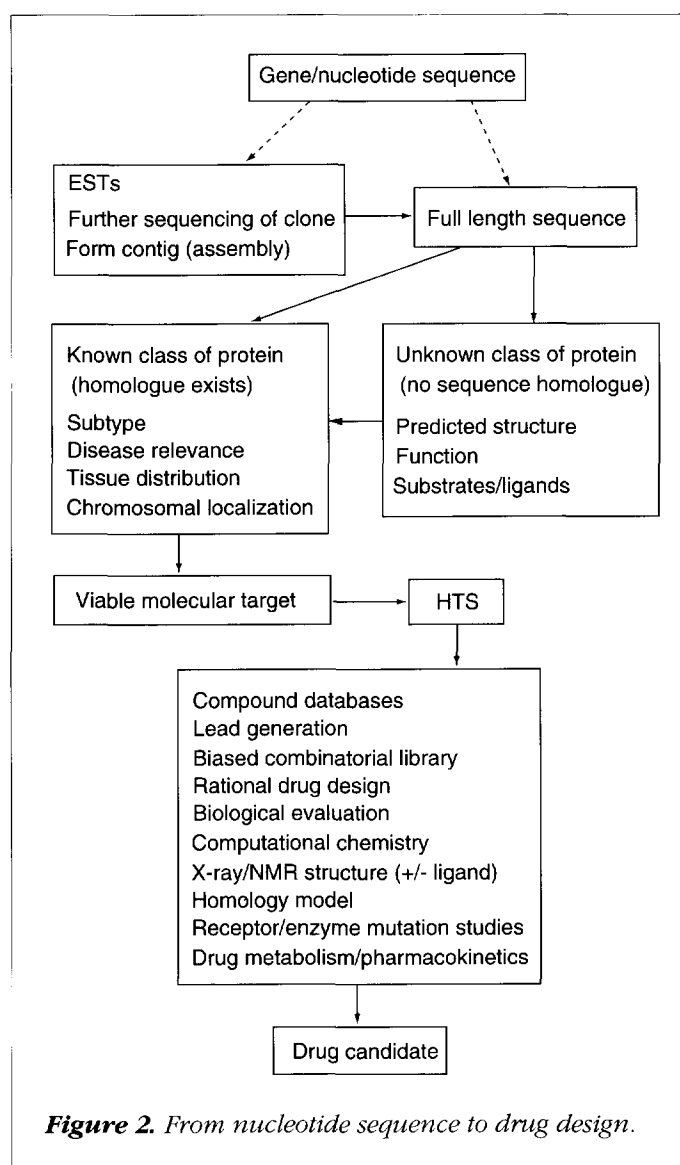 Gene/nucleotide sequence
ESTs
Further sequencing of clone
Form contig (assembly)
Full length sequence
Known class of protein
(homologue exists)
Subtype
Disease relevance
Tissue distribution
Chromosomal localization
Unknown class of protein
(no sequence homologue)
Predicted structure
Function
Substrates/ligands
Viable molecular target
HTS
Compound databases
Lead generation
Biased combinatorial library
Rational drug design
Biological evaluation
Computational chemistry
X-ray/NMR structure (+/- ligand)
Homology model
Receptor/enzyme mutation studies
Drug metabolism/pharmacokinetics
Drug candidate
Figure 2. From nucleotide sequence to drug design.